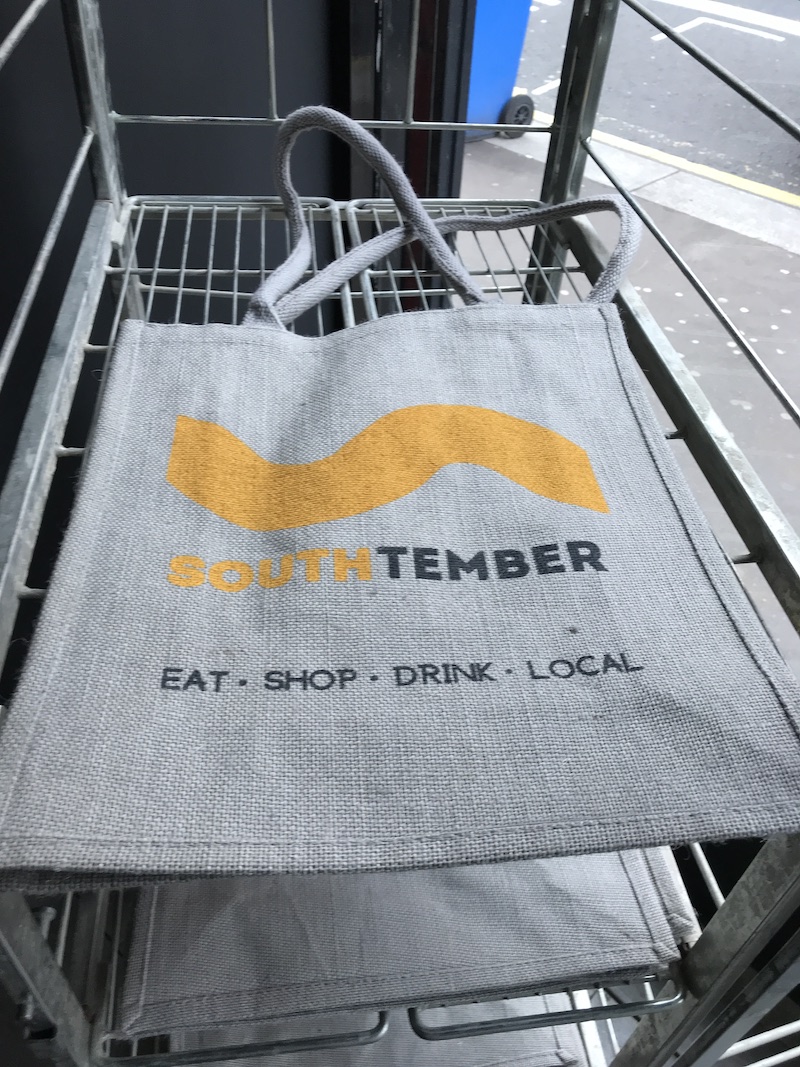 SOUTHTEMBER
EAT · SHOP · DRINK · LOCAL